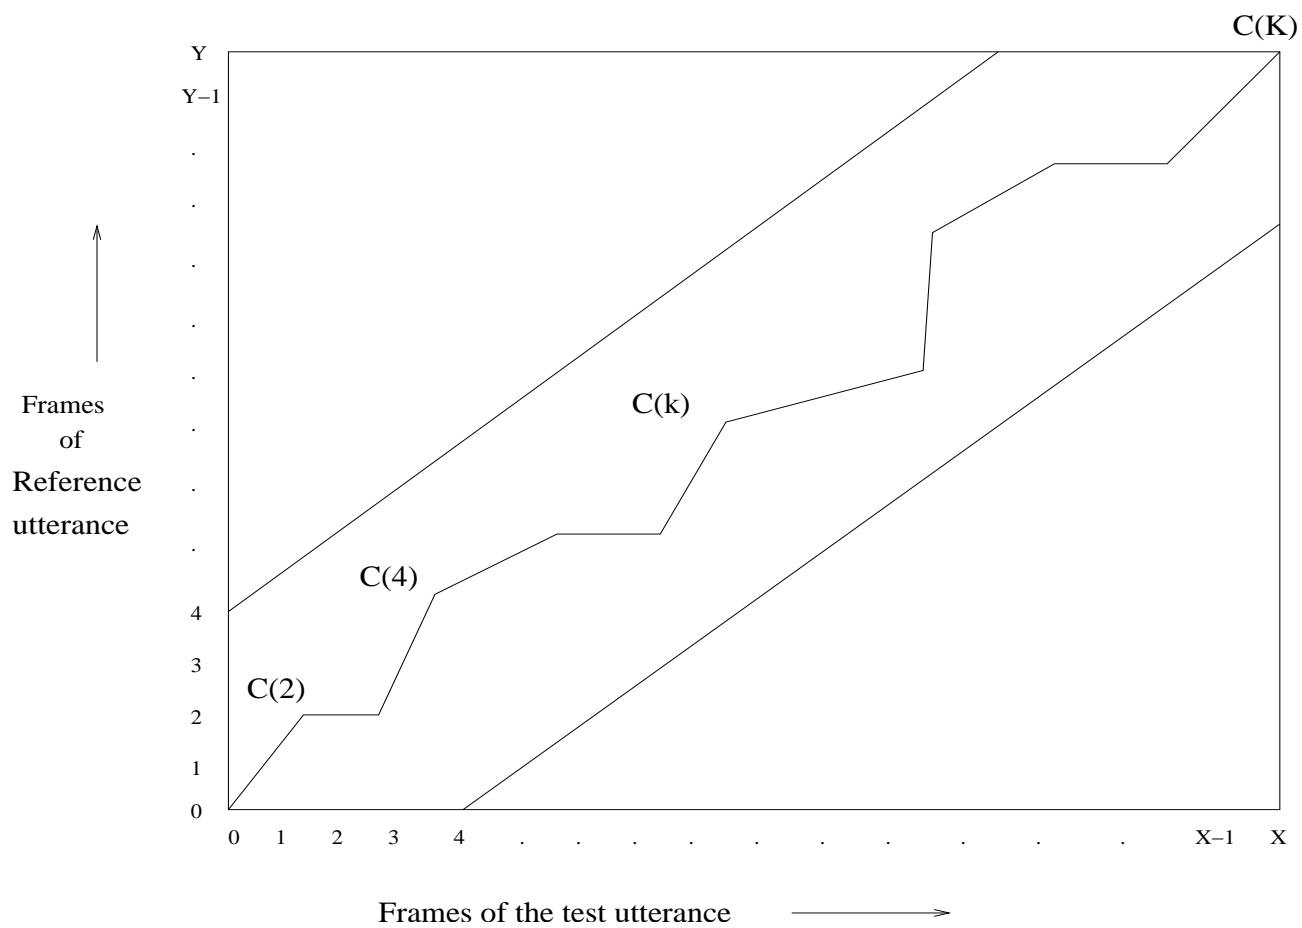 C(K)
Y
Y–1
.
.
.
.
.
.
.
.
4
3
2
1
0
Frames
of
Reference
utterance
C(k)
C(4)
C(2)
0 1 2 3 4 . . . . . . . . . . X–1 X
Frames of the test utterance